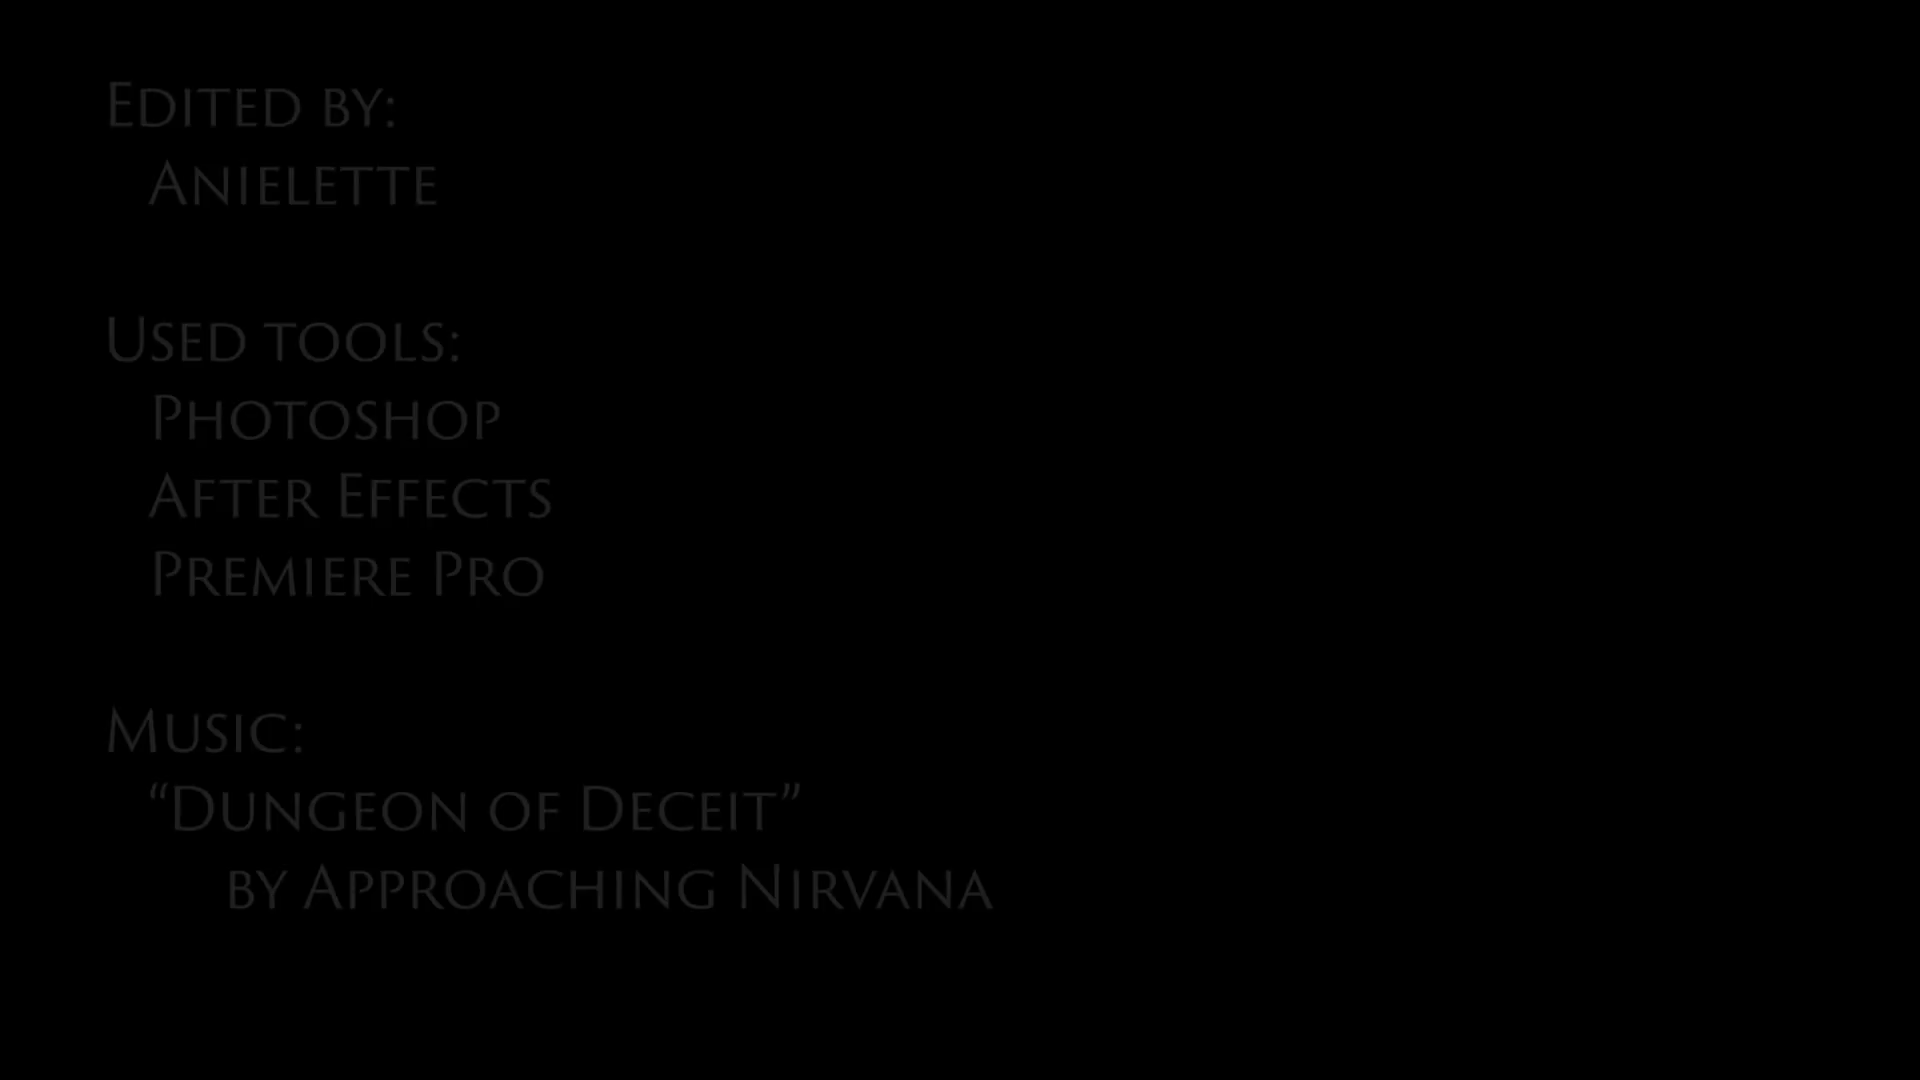 Edited by:
Anielette
Used tools:
Photoshop
After Effects
Premiere Pro
Music:
“Dungeon of Deceit”
by Approaching Nirvana